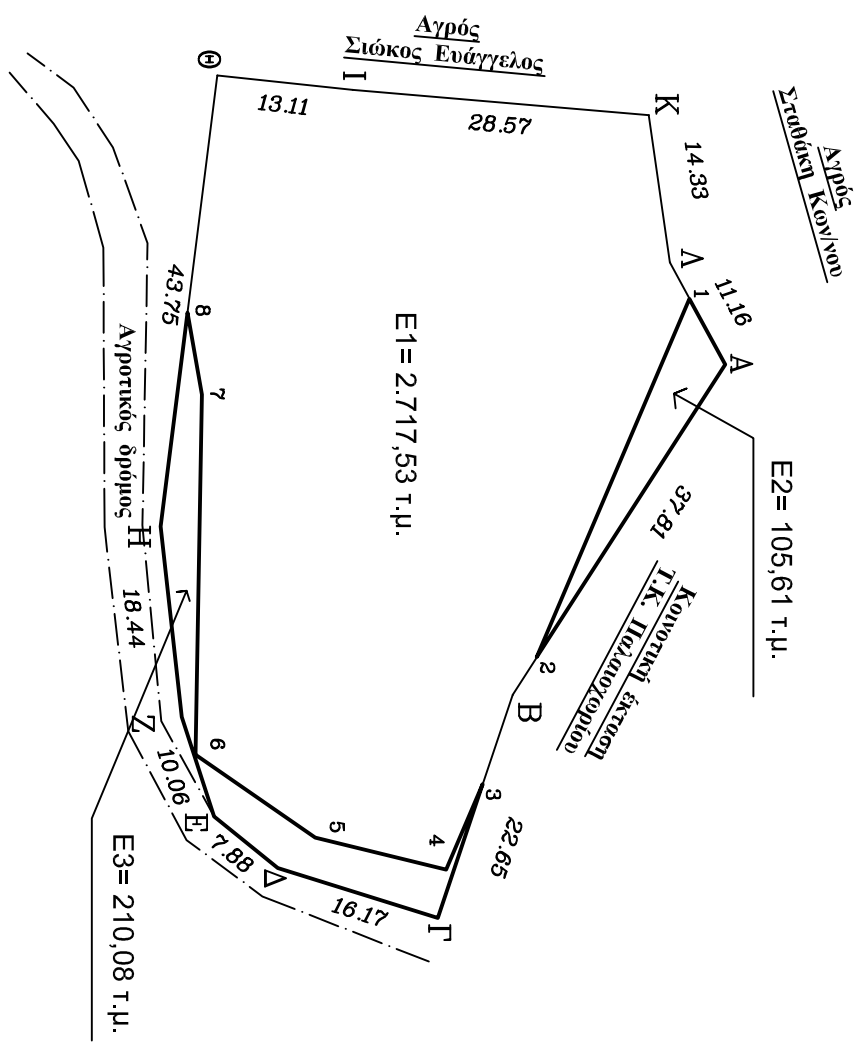 Αγρός
Σιώκος Ευάγγελος
Αγρός
Σταθάκη Κων/νου
Θ
Ι
Κ
Λ
1
Α
13.11
28.57
14.33
11.16
Ε2= 105,61 τ.μ.
37.81
Κοινοτική έκταση
Τ.Κ. Παλαιοχωρίου
2
Β
3
22.65
4
Γ
5
16.17
Δ
7.88
Ε
10.06
Ζ
6
18.44
Η
7
8
43.75
Αγροτικός δρόμος
Ε1= 2.717,53 τ.μ.
Ε3= 210,08 τ.μ.